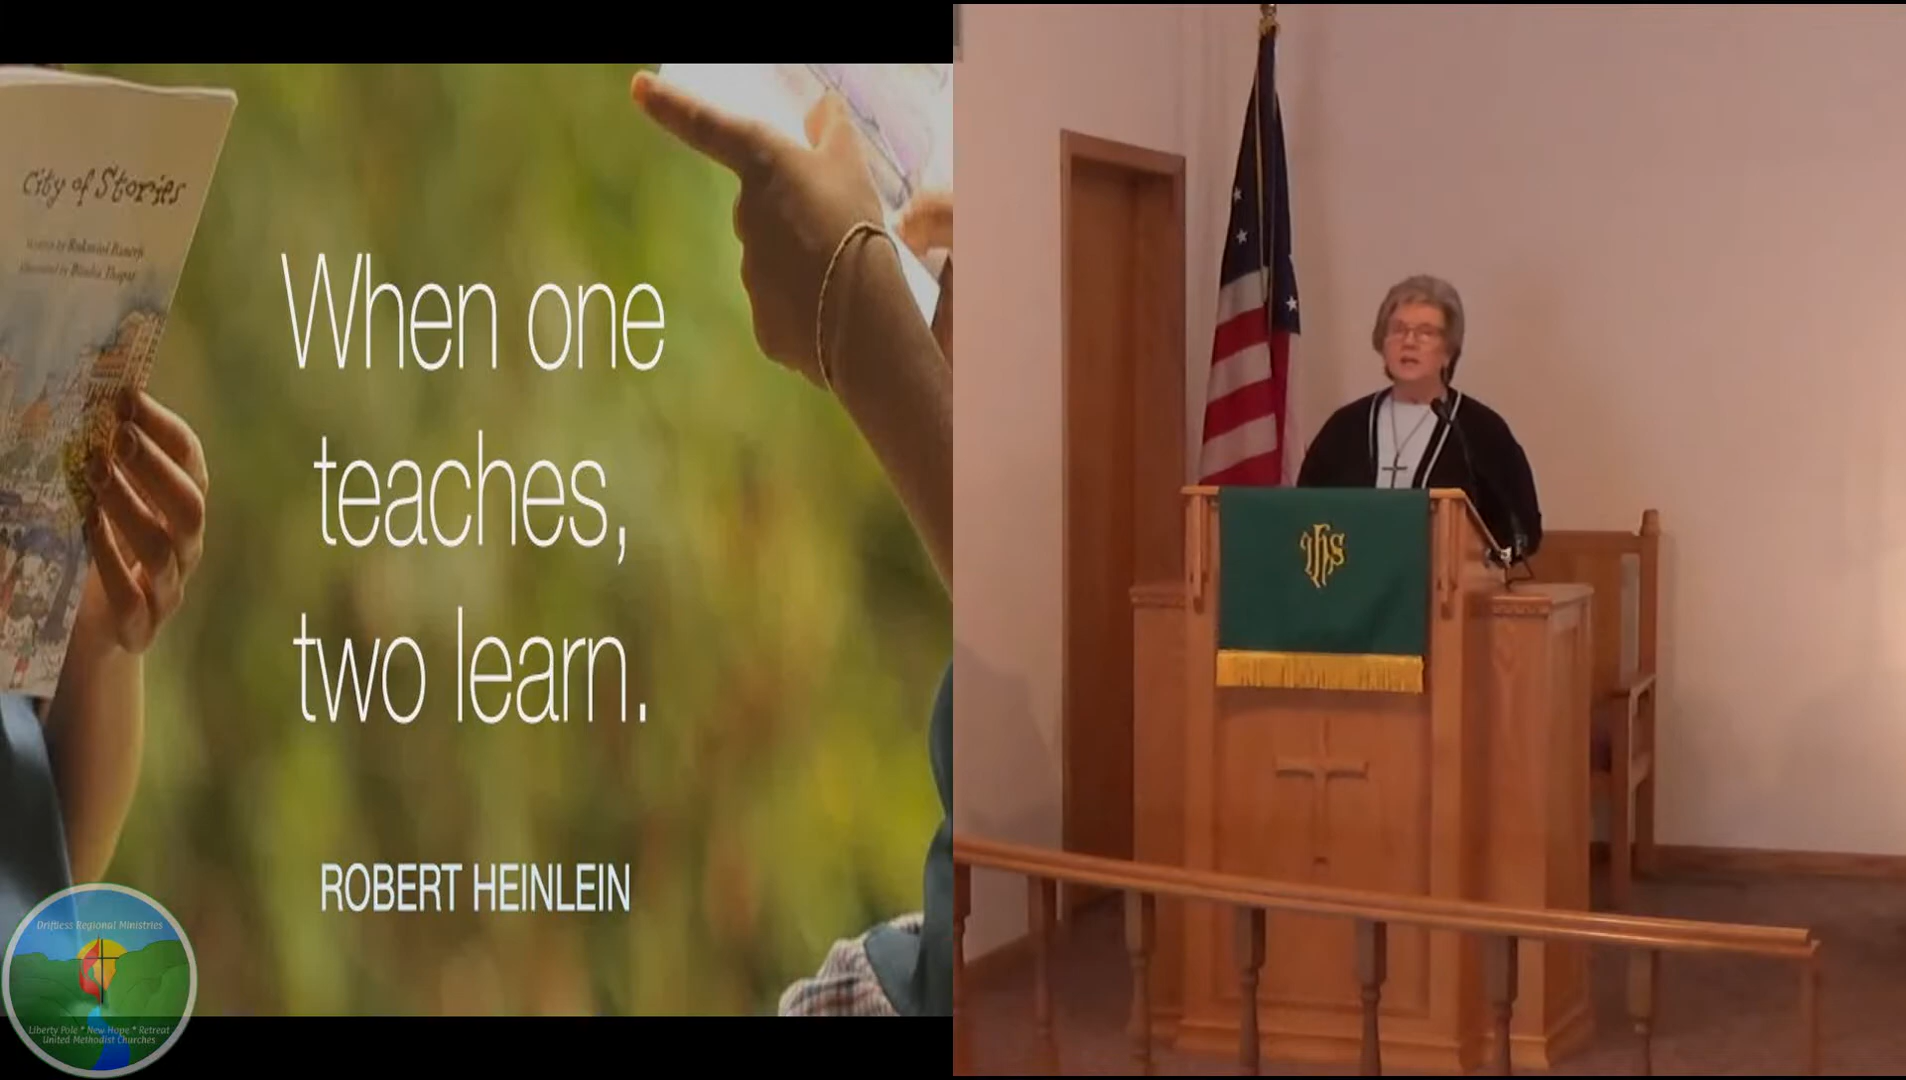 City of Stories
When one
teaches,
two learn.
ROBERT HEINLEIN
Driftless Regional Ministries
Liberty Pole * New Hope * Retreat
United Methodist Churches
IHS